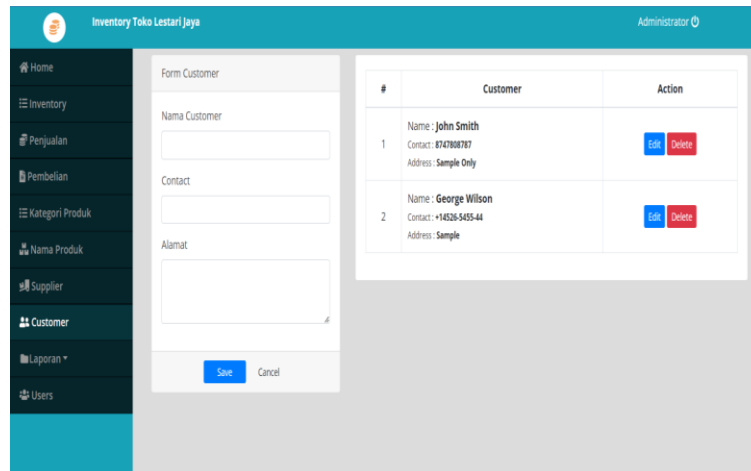 Inventory Toko Lestari Jaya
Administrator
Home
Inventory
Penjualan
Pembelian
Kategori Produk
Nama Produk
Supplier
Customer
Laporan
Users
Form Customer
Nama Customer
Contact
Alamat
Save Cancel
# Customer Action
1
Name : John Smith
Contact : 8747808787
Address : Sample Only
Edit Delete
2
Name : George Wilson
Contact : +14526-5455-44
Address : Sample
Edit Delete